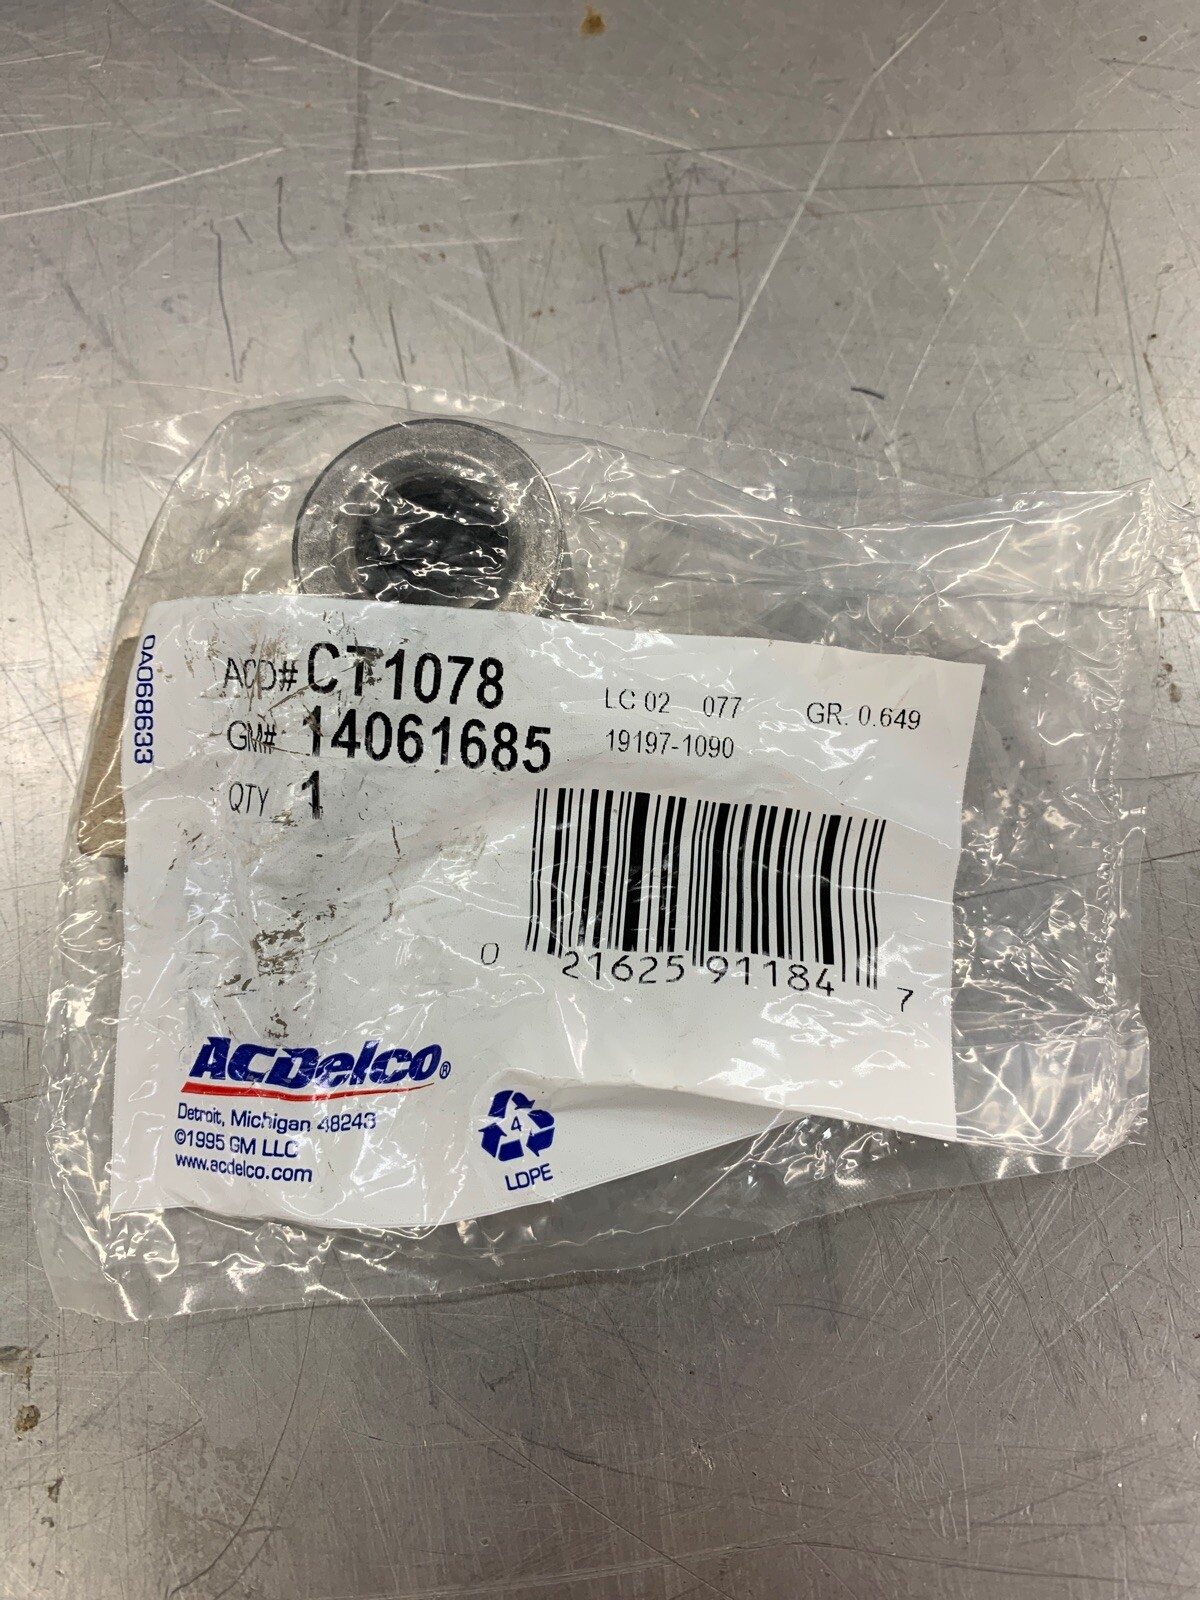 0A068633
ACD# CT1078
GM# 14061685
QTY 1
LC 02 077 GR. 0.649
19197-1090
0 21625 91184 7
ACDelco®
Detroit, Michigan 48243
©1995 GM LLC
www.acdelco.com
4
LDPE